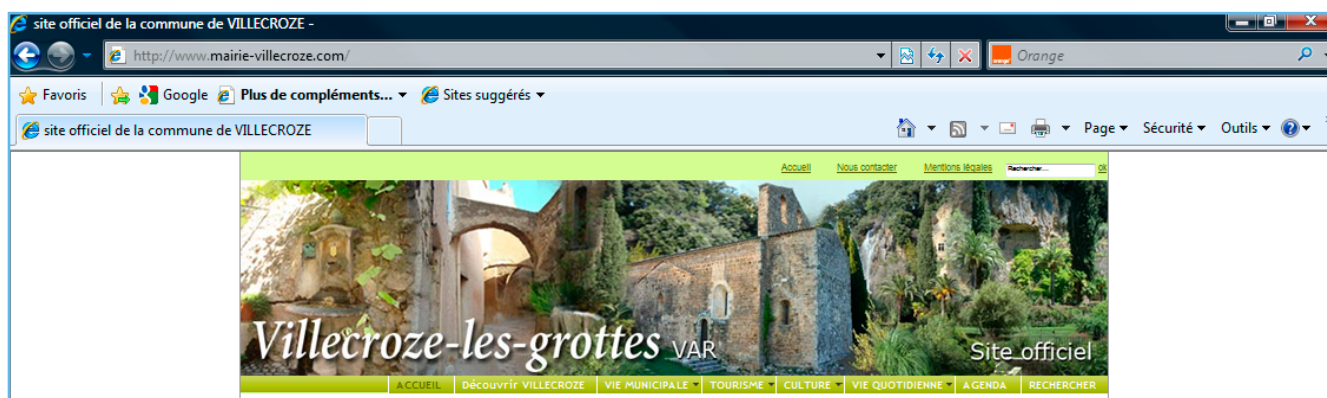 site officiel de la commune de VILLECROZE -
http://www.mairie-villecroze.com/ Orange
Favoris Google Plus de compléments... Sites suggérés
site officiel de la commune de VILLECROZE Page Sécurité Outils
Accueil Nous contacter Mentions légales Rechercher... ok
Villecroze-les-grottes VAR Site officiel
ACCUEIL Découvrir VILLECROZE VIE MUNICIPALE TOURISME CULTURE VIE QUOTIDIENNE AGENDA RECHERCHER